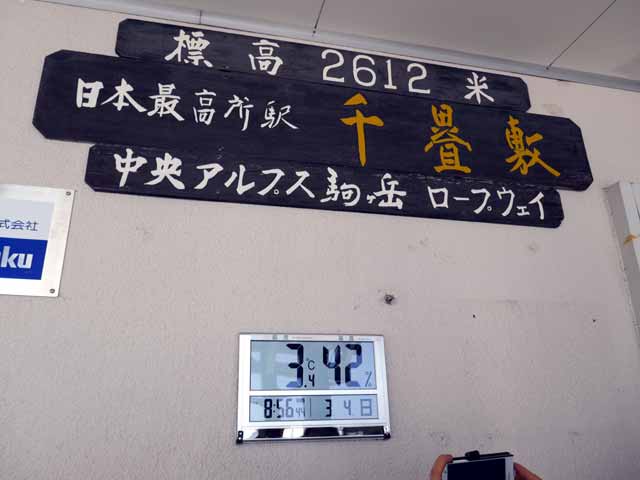 標高 2612 米
日本最高所駅 千畳敷
中央アルプス駒ヶ岳 ロープウェイ
式会社
ku
3.4 ℃ 42 %
8:56 44 3 4 日